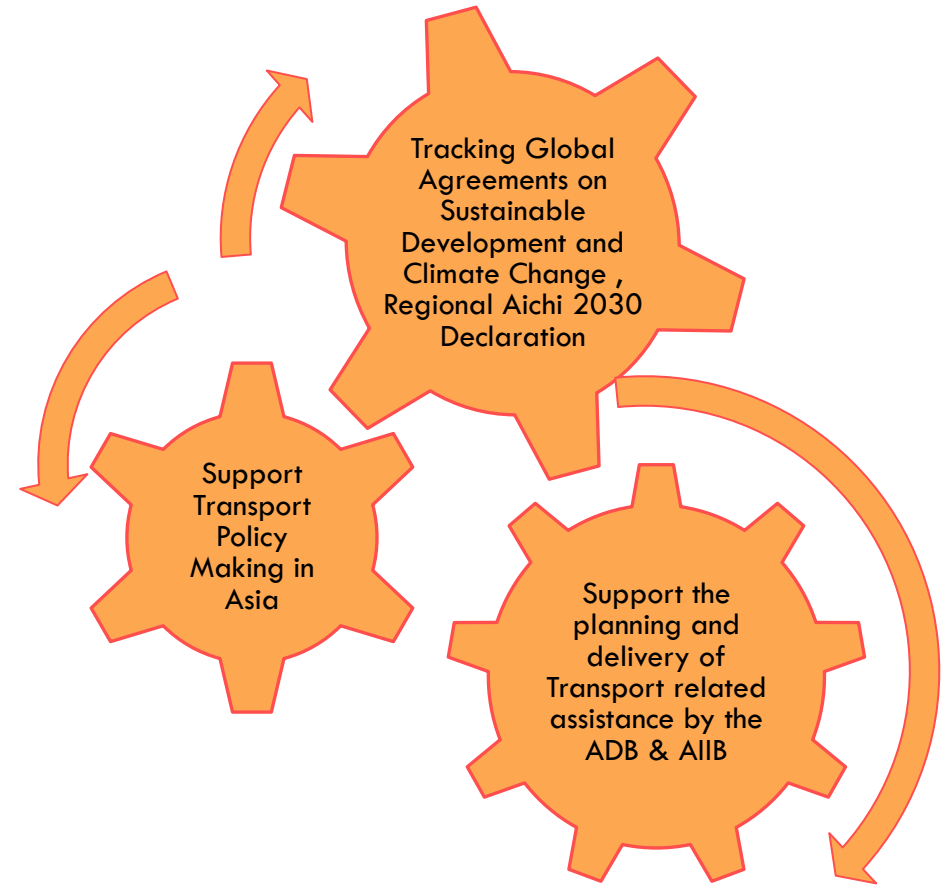 Tracking Global
Agreements on
Sustainable
Development and
Climate Change ,
Regional Aichi 2030
Declaration
Support
Transport
Policy
Making in
Asia
Support the
planning and
delivery of
Transport related
assistance by the
ADB & AIIB